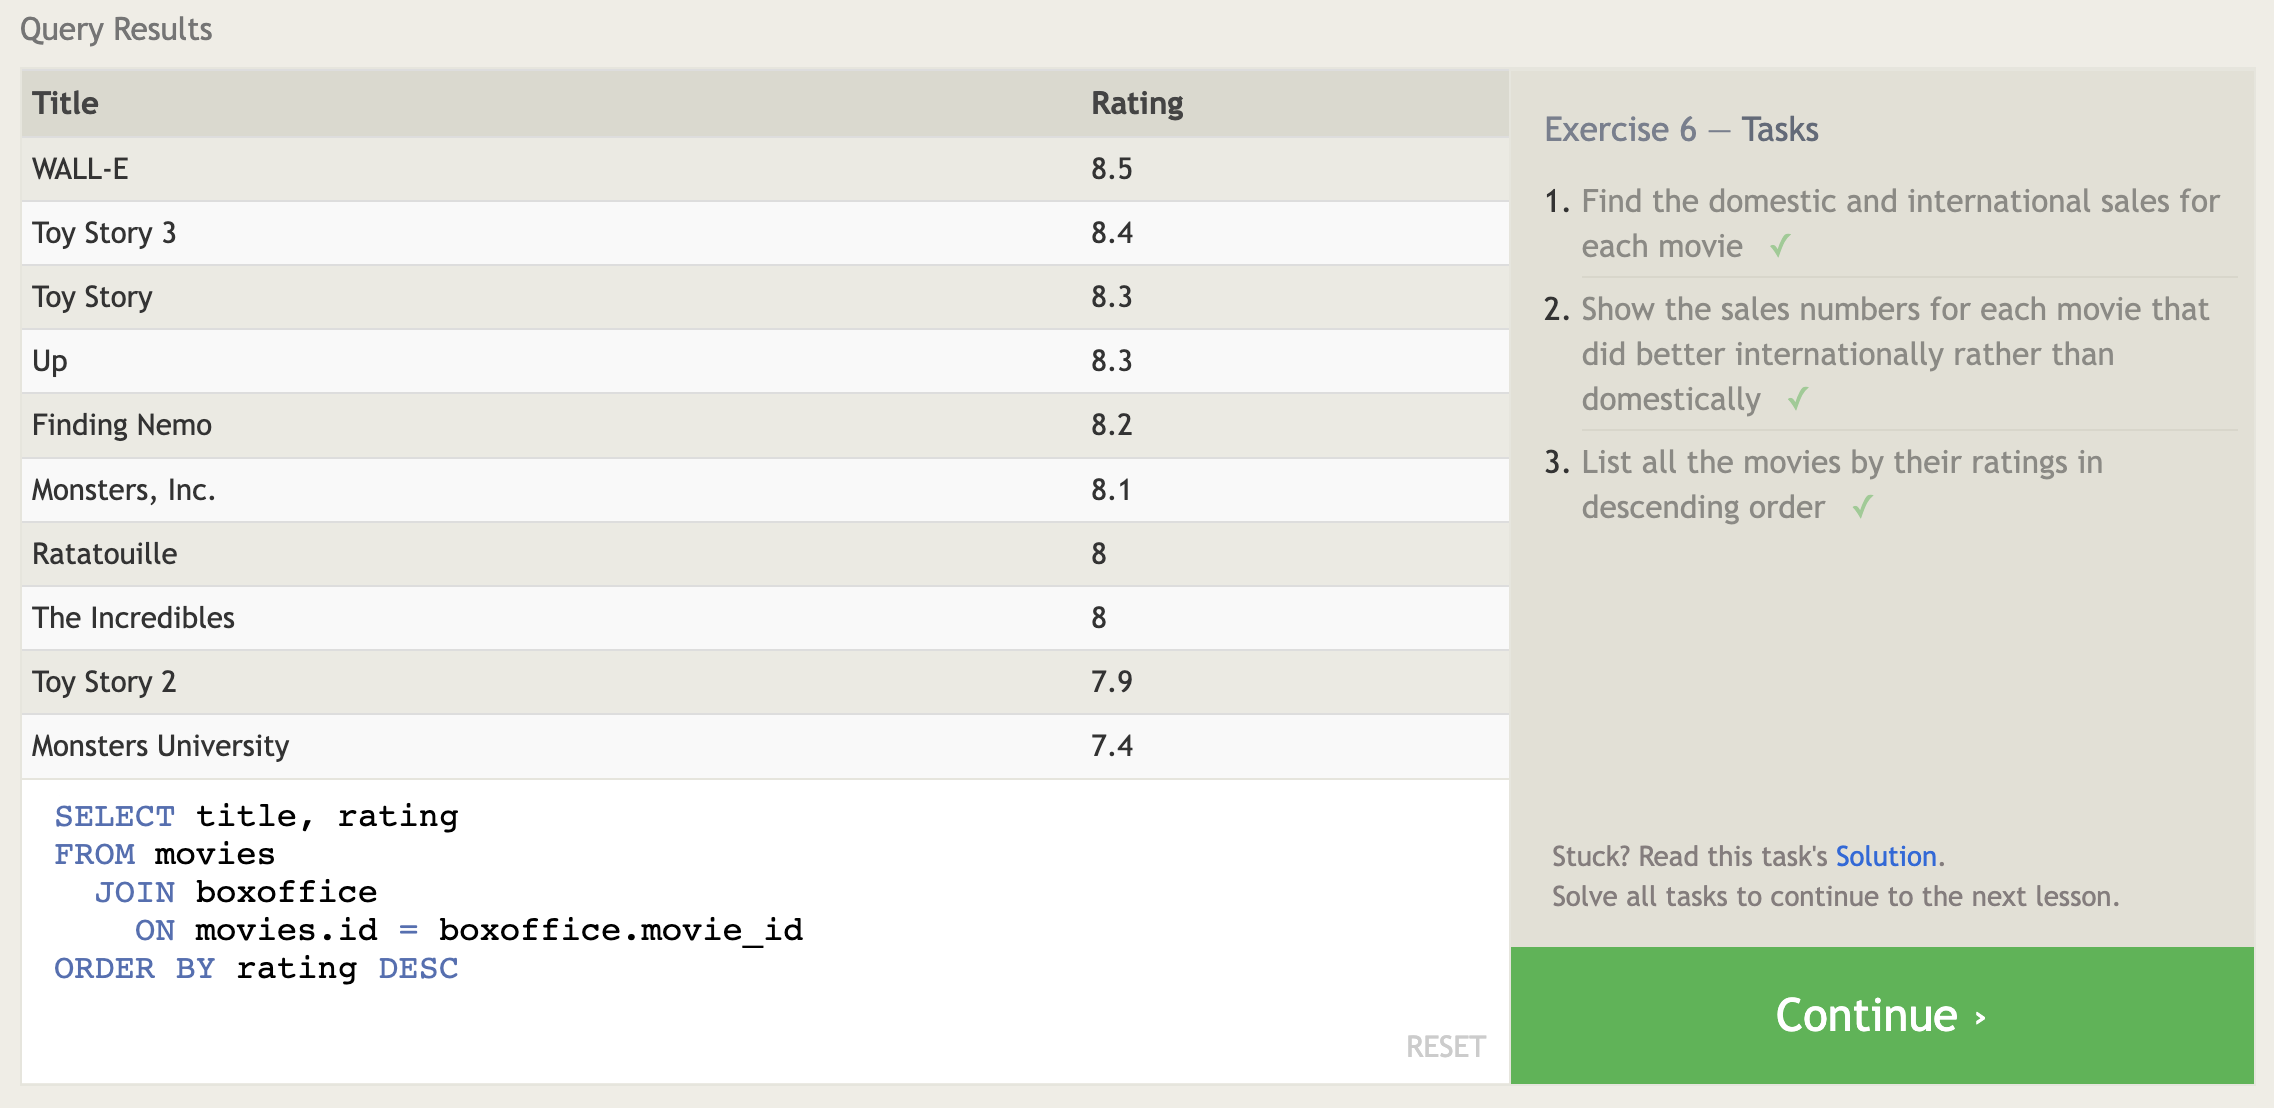 Query Results
Title Rating
WALL-E 8.5
Toy Story 3 8.4
Toy Story 8.3
Up 8.3
Finding Nemo 8.2
Monsters, Inc. 8.1
Ratatouille 8
The Incredibles 8
Toy Story 2 7.9
Monsters University 7.4
SELECT title, rating
FROM movies
  JOIN boxoffice
    ON movies.id = boxoffice.movie_id
ORDER BY rating DESC
RESET
Exercise 6 — Tasks
1. Find the domestic and international sales for
each movie ✓
2. Show the sales numbers for each movie that
did better internationally rather than
domestically ✓
3. List all the movies by their ratings in
descending order ✓
Stuck? Read this task's Solution.
Solve all tasks to continue to the next lesson.
Continue ›